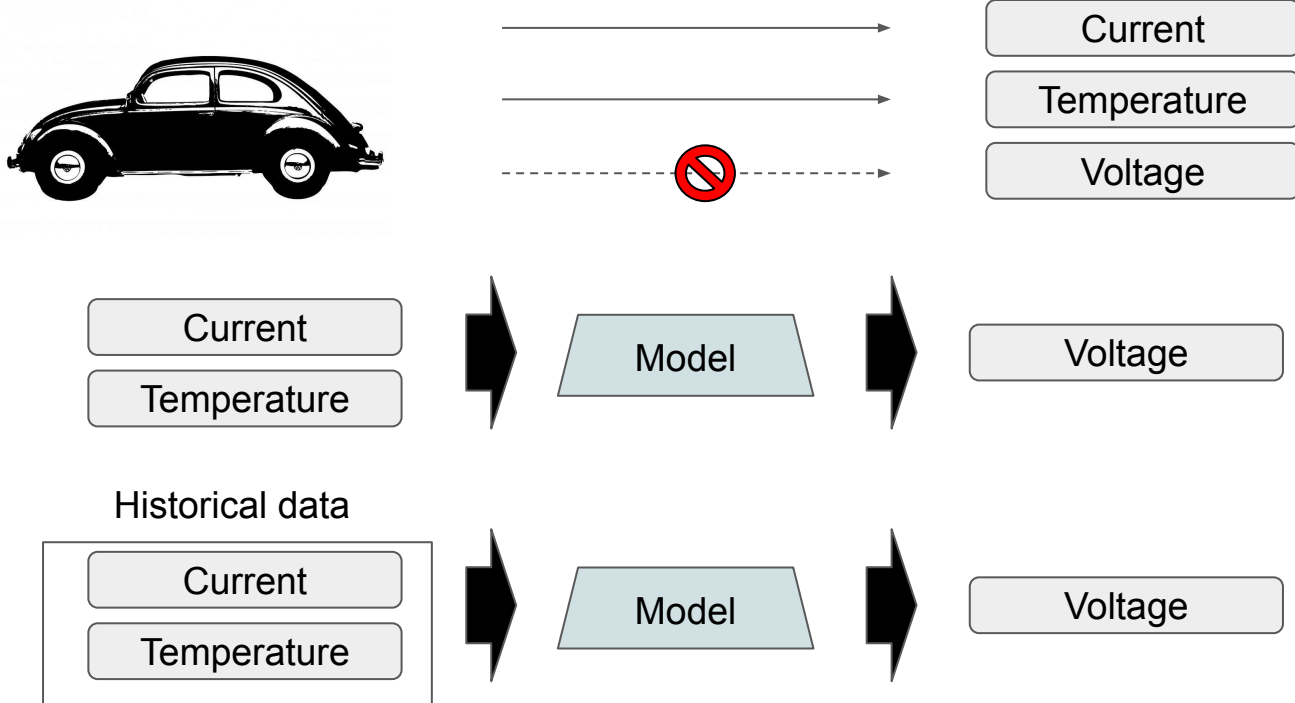 Current
Temperature
Voltage
Current
Temperature
Model
Voltage
Historical data
Current
Temperature
Model
Voltage